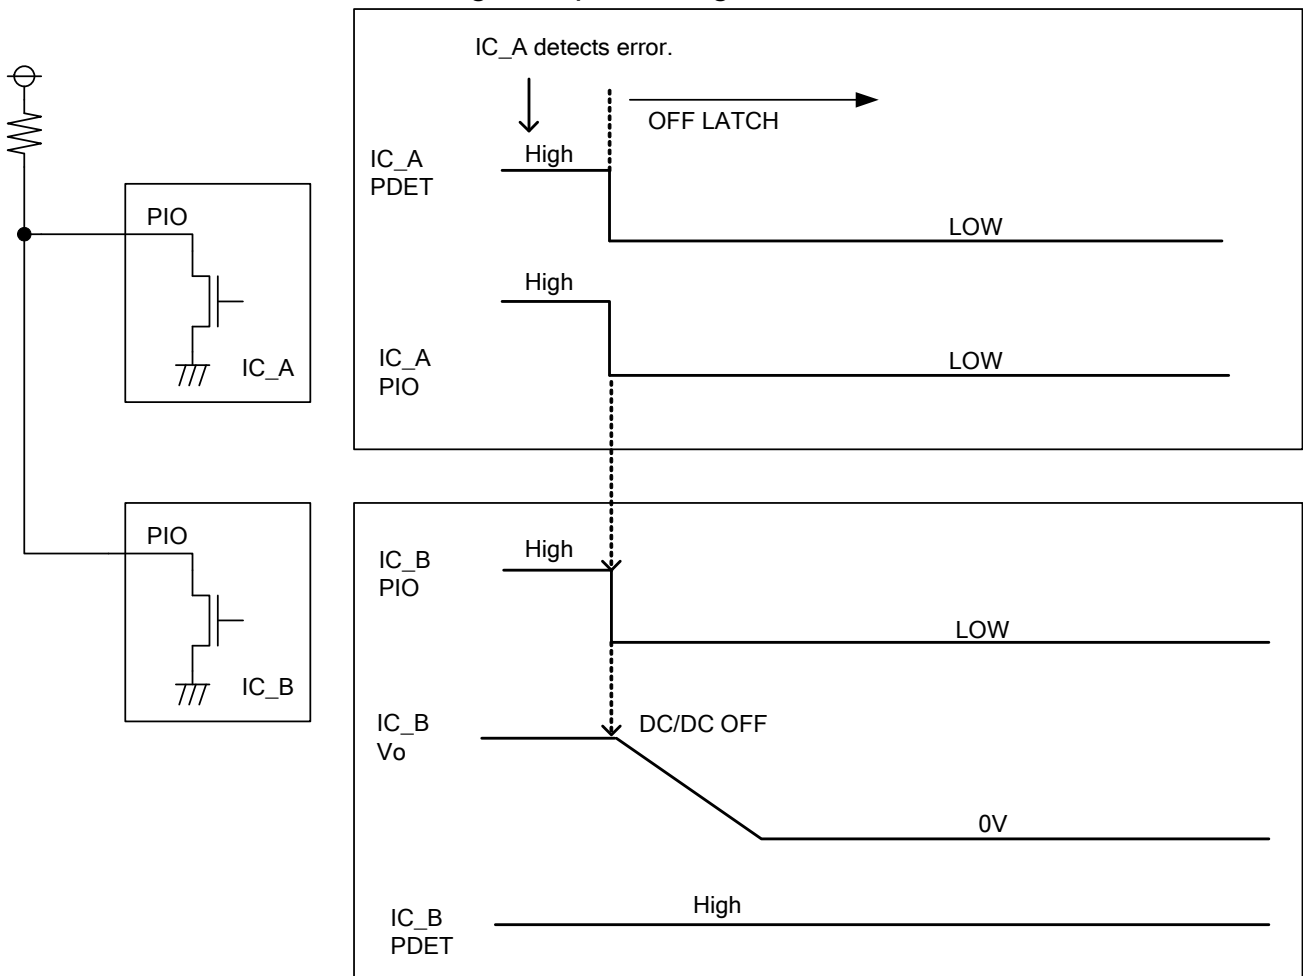 IC_A detects error.
OFF LATCH
IC_A
PDET
High
LOW
PIO
IC_A
High
IC_A
PIO
LOW
PIO
IC_B
IC_B
PIO
High
LOW
IC_B
Vo
DC/DC OFF
0V
IC_B
PDET
High